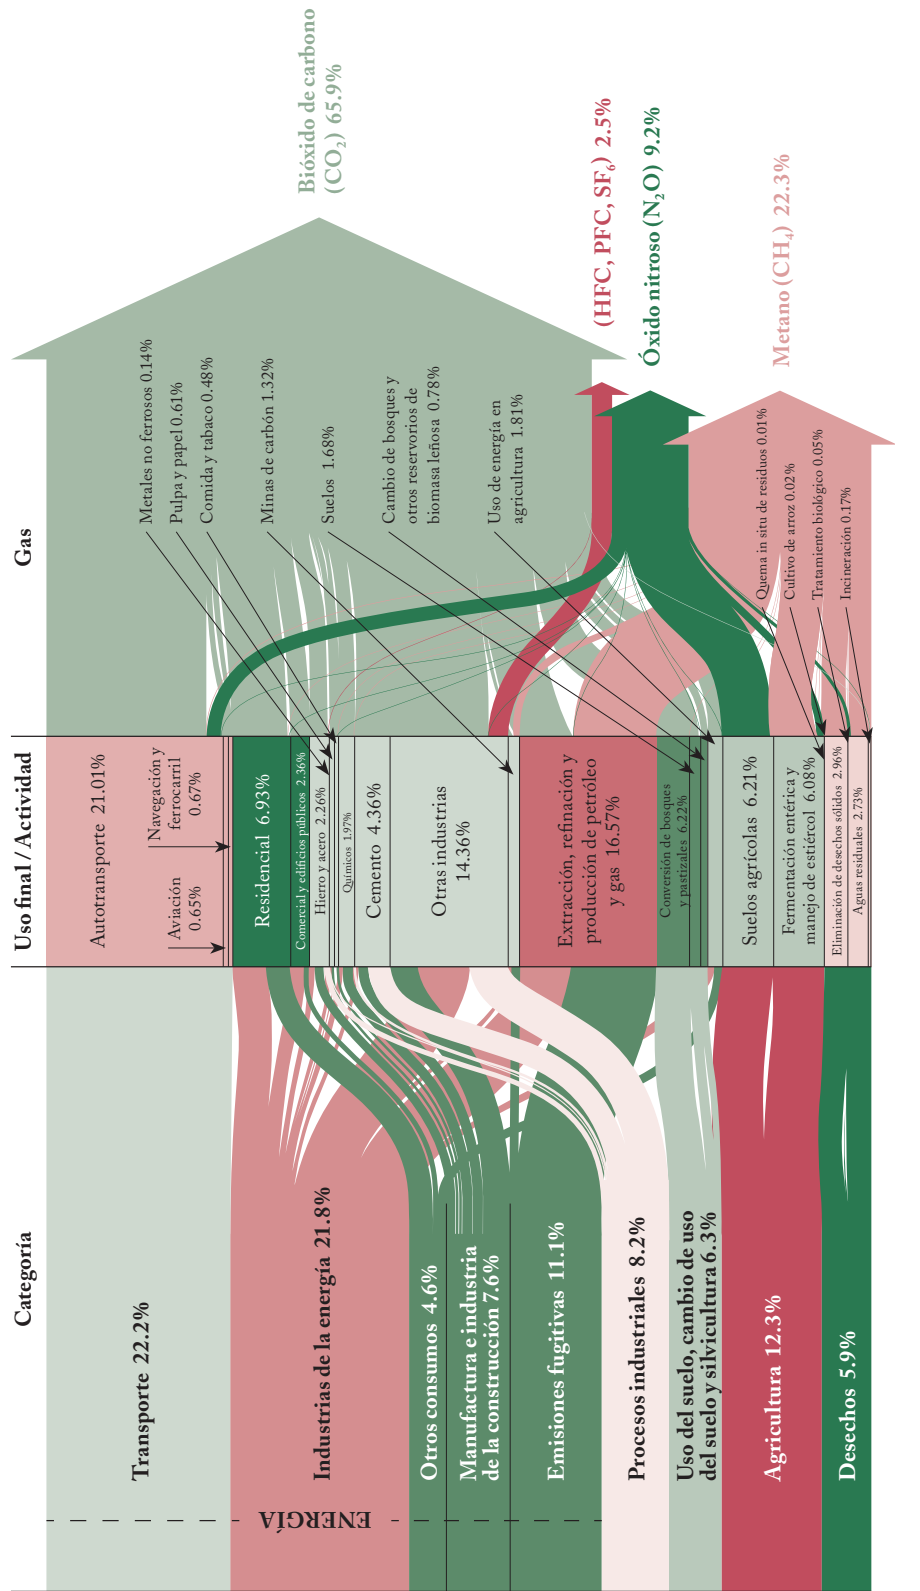 Categoría
Uso final / Actividad
Gas
ENERGÍA
Transporte 22.2%
Industrias de la energía 21.8%
Otros consumos 4.6%
Manufactura e industria
de la construcción 7.6%
Emisiones fugitivas 11.1%
Procesos industriales 8.2%
Uso del suelo, cambio de uso
del suelo y silvicultura 6.3%
Agricultura 12.3%
Desechos 5.9%
Autotransporte 21.01%
Aviación
0.65%
Navegación y
ferrocarril
0.67%
Residencial 6.93%
Comercial y edificios públicos 2.36%
Hierro y acero 2.26%
Químicos 1.97%
Cemento 4.36%
Otras industrias
14.36%
Extracción, refinación y
producción de petróleo
y gas 16.57%
Conversión de bosques
y pastizales 6.22%
Suelos agrícolas 6.21%
Fermentación entérica y
manejo de estiércol 6.08%
Eliminación de desechos sólidos 2.96%
Aguas residuales 2.73%
Metales no ferosos 0.14%
Pulpa y papel 0.61%
Comida y tabaco 0.48%
Minas de carbón 1.32%
Suelos 1.68%
Cambio de bosques y
otros reservorios de
biomasa leñosa 0.78%
Uso de energía en
agricultura 1.81%
Quema in situ de residuos 0.01%
Cultivo de arroz 0.02%
Tratamiento biológico 0.05%
Incineración 0.17%
Bióxido de carbono
(CO₂) 65.9%
(HFC, PFC, SF₆) 2.5%
Óxido nitroso (N₂O) 9.2%
Metano (CH₄) 22.3%